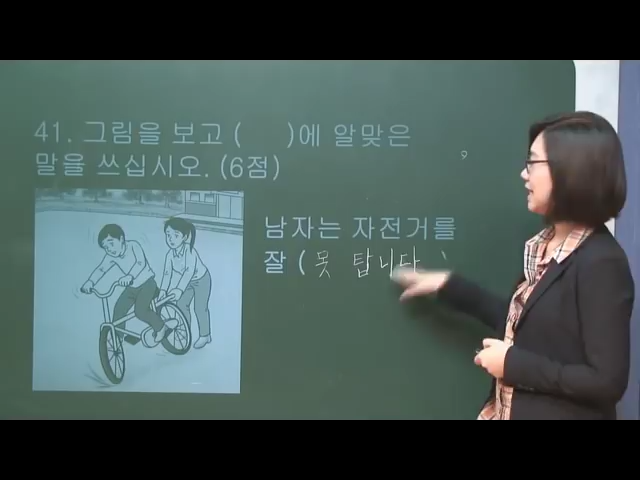 41. 그림을 보고 (    )에 알맞은
말을 쓰십시오. (6점)
남자는 자전거를
잘 ( 못 탑니다 )